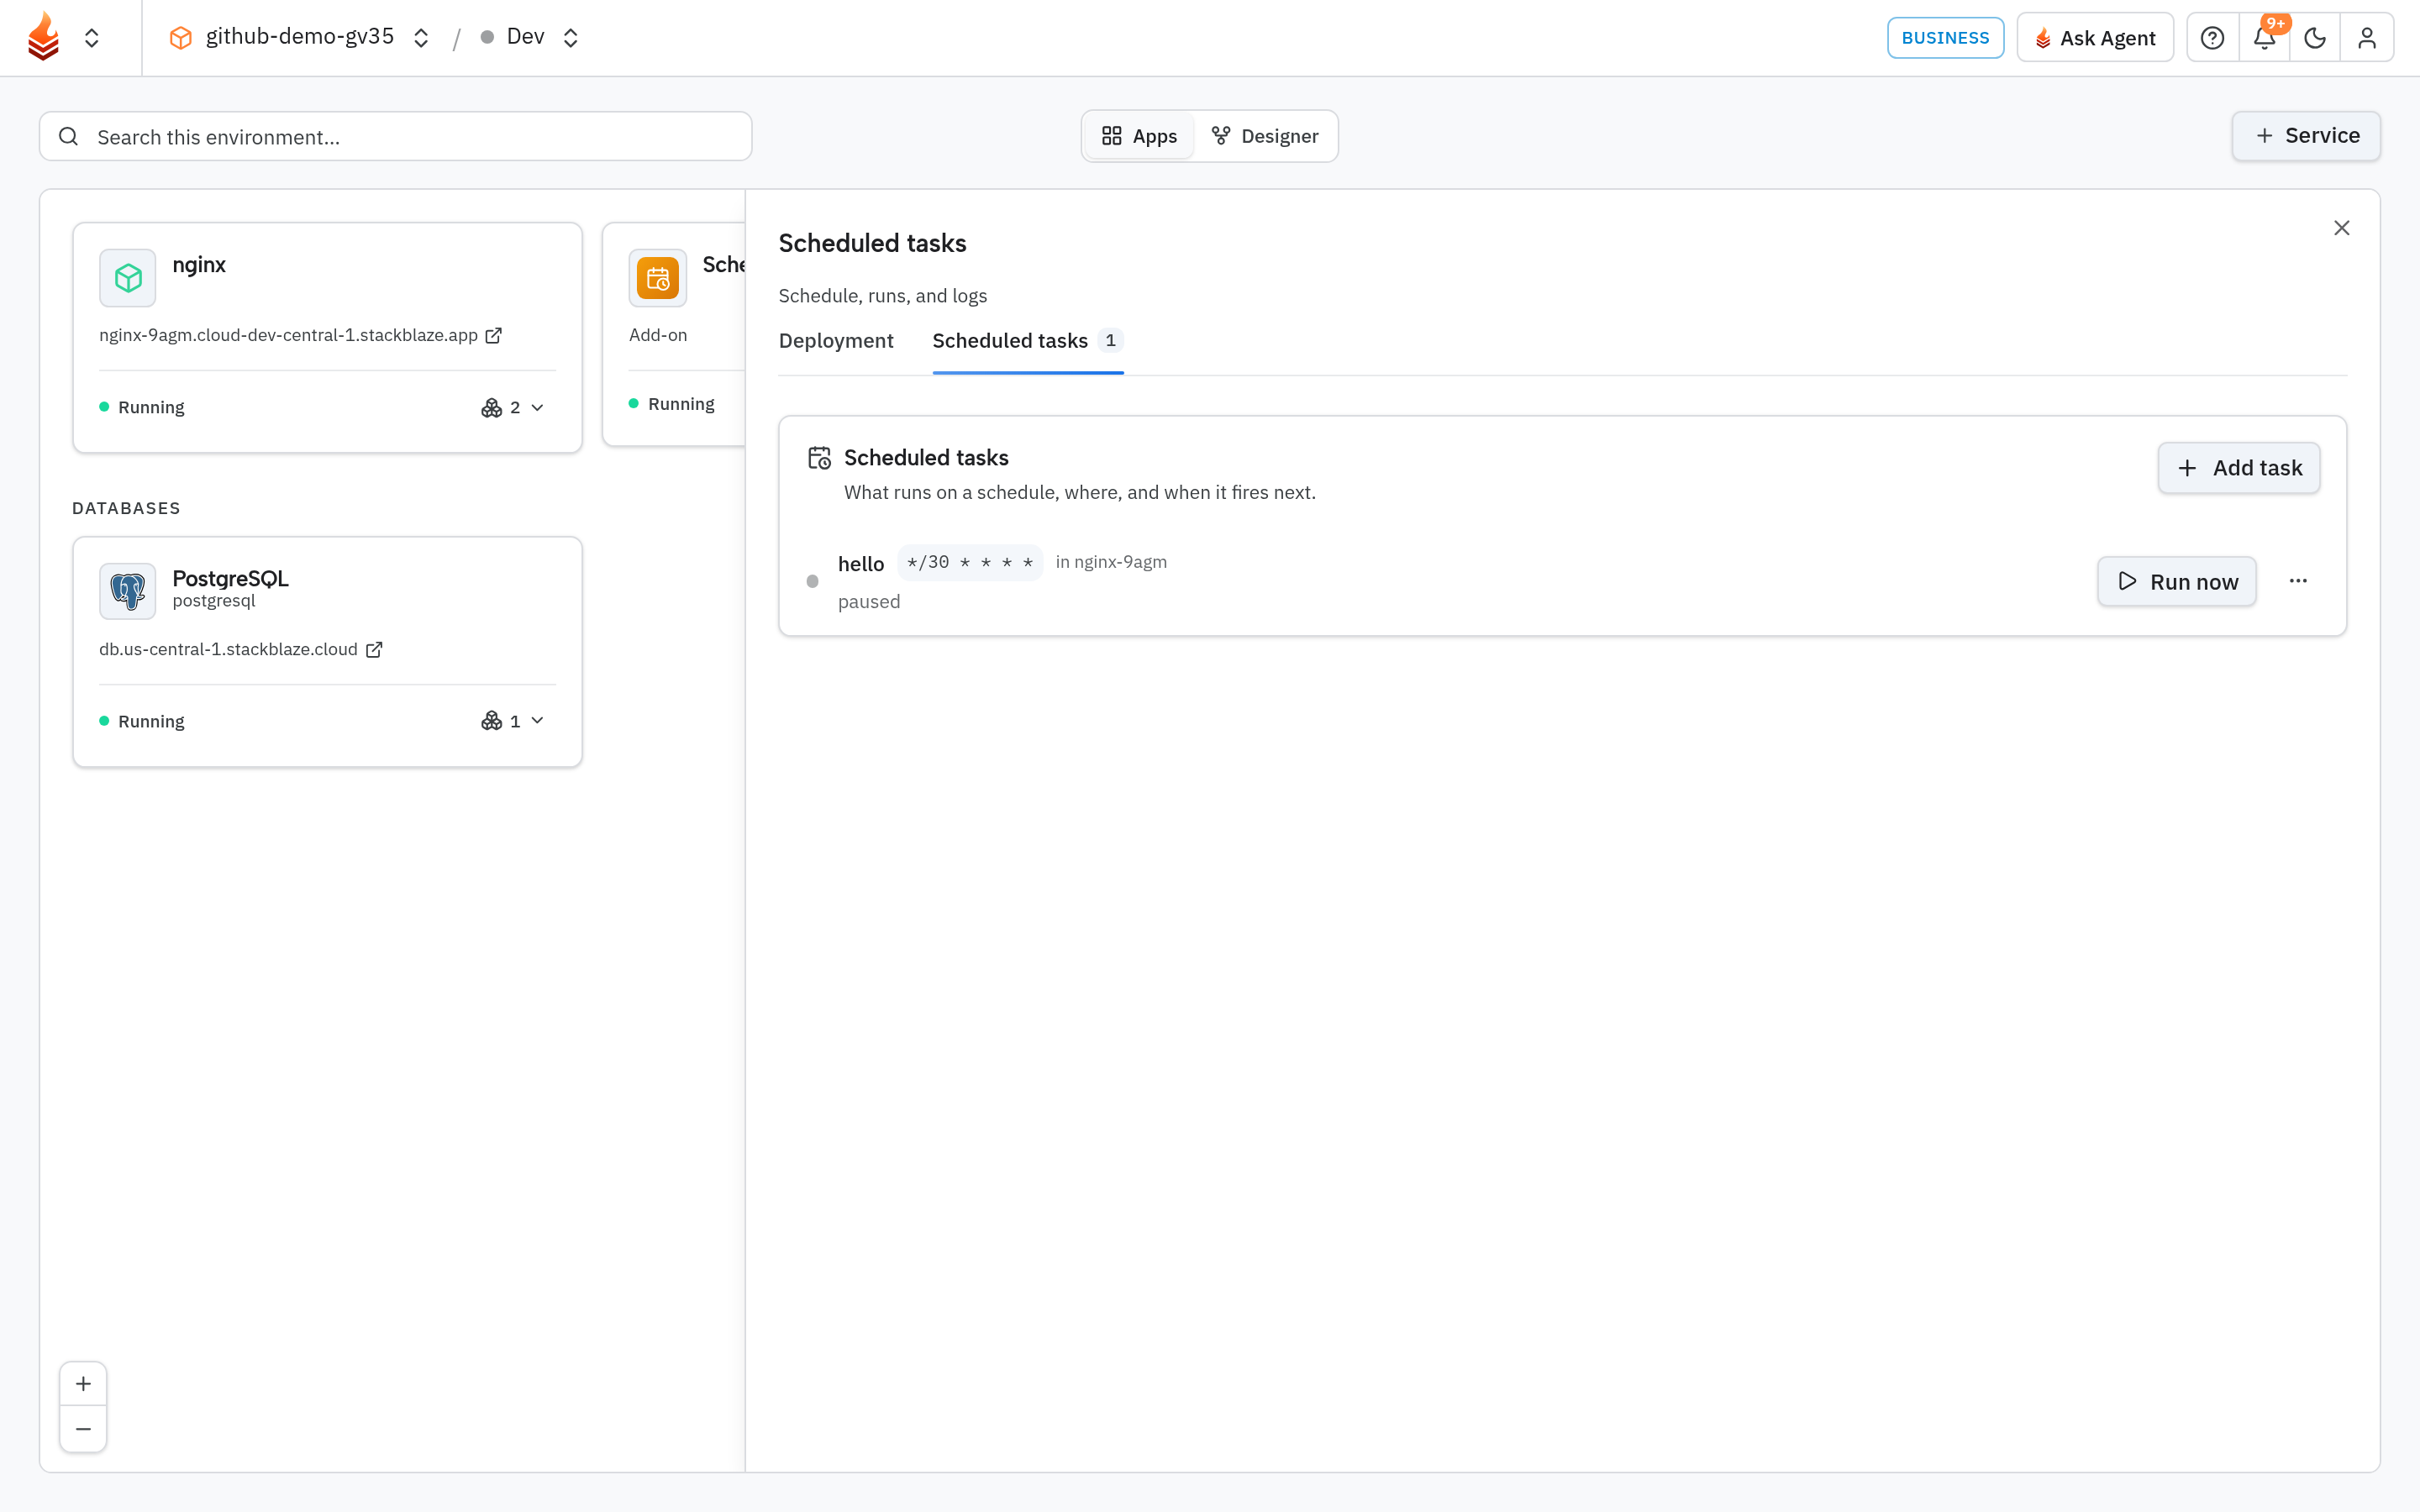 github-demo-gv35 / Dev
BUSINESS
Ask Agent
9+
Search this environment...
Apps
Designer
+ Service
nginx
nginx-9agm.cloud-dev-central-1.stackblaze.app
Running
2
Sche
Add-on
Running
DATABASES
PostgreSQL
postgresql
db.us-central-1.stackblaze.cloud
Running
1
Scheduled tasks
Schedule, runs, and logs
Deployment
Scheduled tasks 1
Scheduled tasks
What runs on a schedule, where, and when it fires next.
+ Add task
hello */30 * * * * in nginx-9agm
paused
Run now